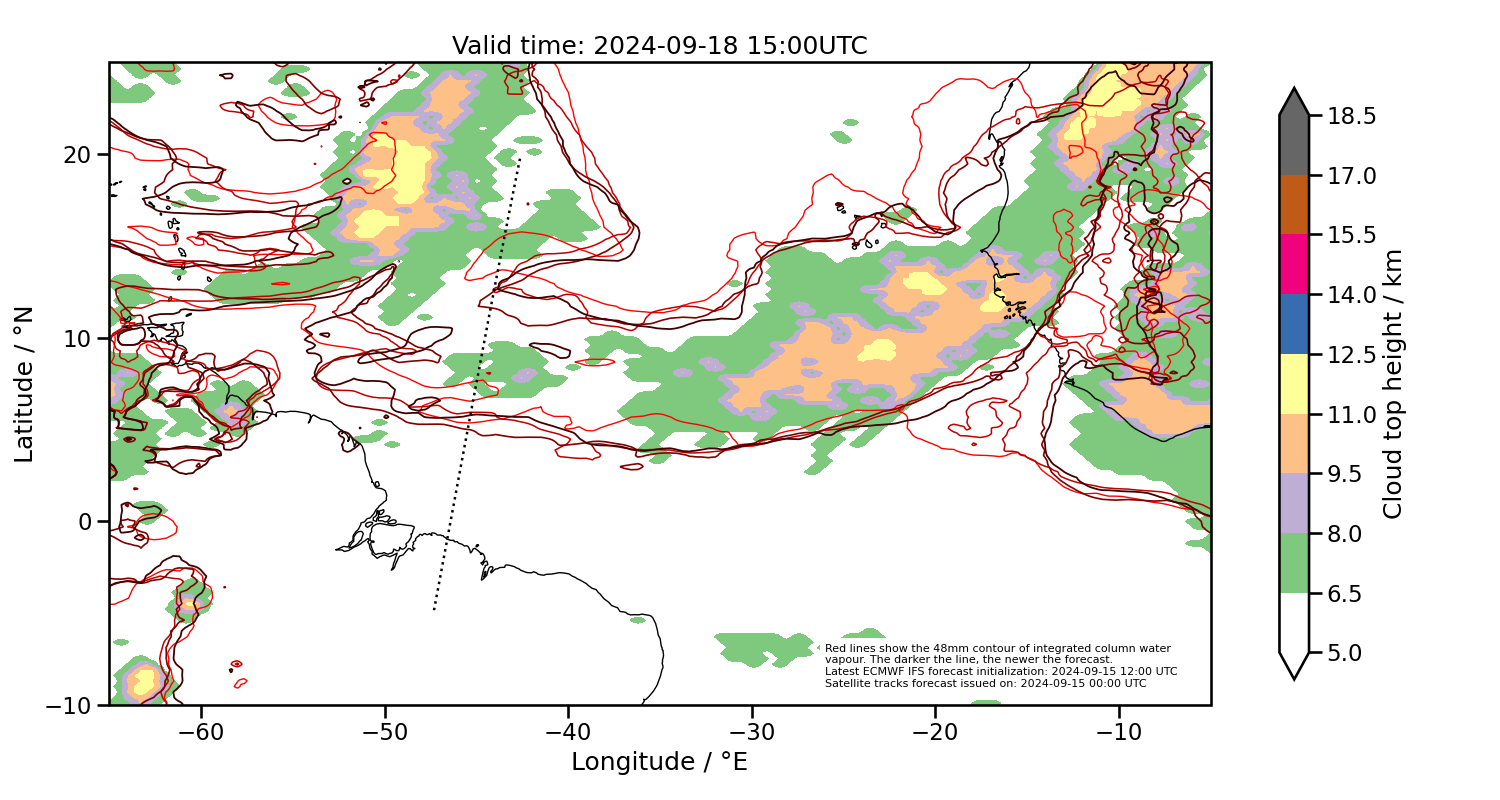 Valid time: 2024-09-18 15:00UTC
Latitude / °N
20
10
0
−10
−60
−50
−40
−30
−20
−10
Longitude / °E
Red lines show the 48mm contour of integrated column water
vapour. The darker the line, the newer the forecast.
Latest ECMWF IFS forecast initialization: 2024-09-15 12:00 UTC
Satellite tracks forecast issued on: 2024-09-15 00:00 UTC
18.5
17.0
15.5
14.0
12.5
11.0
9.5
8.0
6.5
5.0
Cloud top height / km